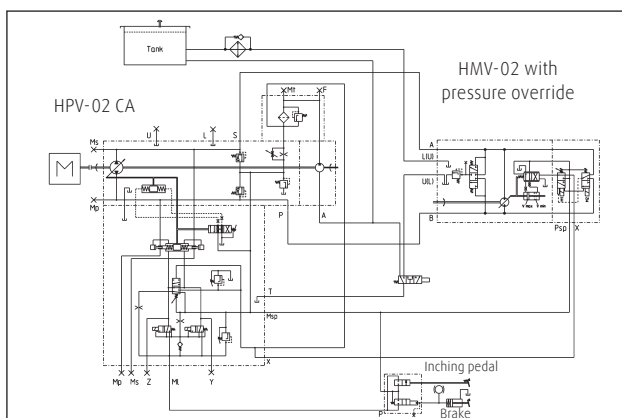 Tank
HMV-02 with
pressure override
HPV-02 CA
U
L
S
Mt
F
Ms
M
Mp
A
L(U)
U(L)
B
P
A
Psp
X
T
Msp
X
Mp
Ms
Z
Ml
Y
Inching pedal
P
Brake